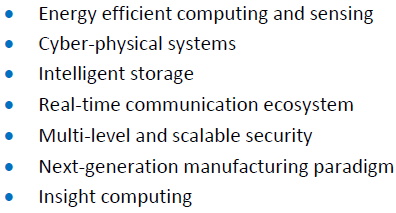 • Energy efficient computing and sensing
• Cyber-physical systems
• Intelligent storage
• Real-time communication ecosystem
• Multi-level and scalable security
• Next-generation manufacturing paradigm
• Insight computing